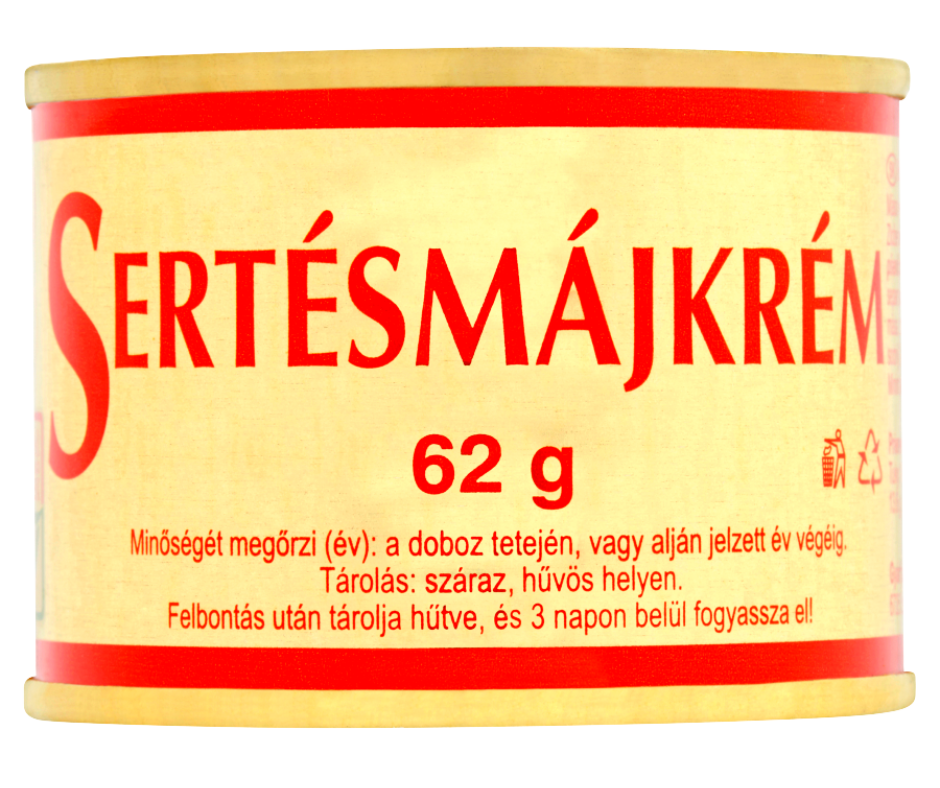 SERTÉSMÁJKRÉM
62 g
Minőségét megőrzi (év): a doboz tetején, vagy alján jelzett év végéig.
Tárolás: száraz, hűvös helyen.
Felbontás után tárolja hűtve, és 3 napon belül fogyassza el!